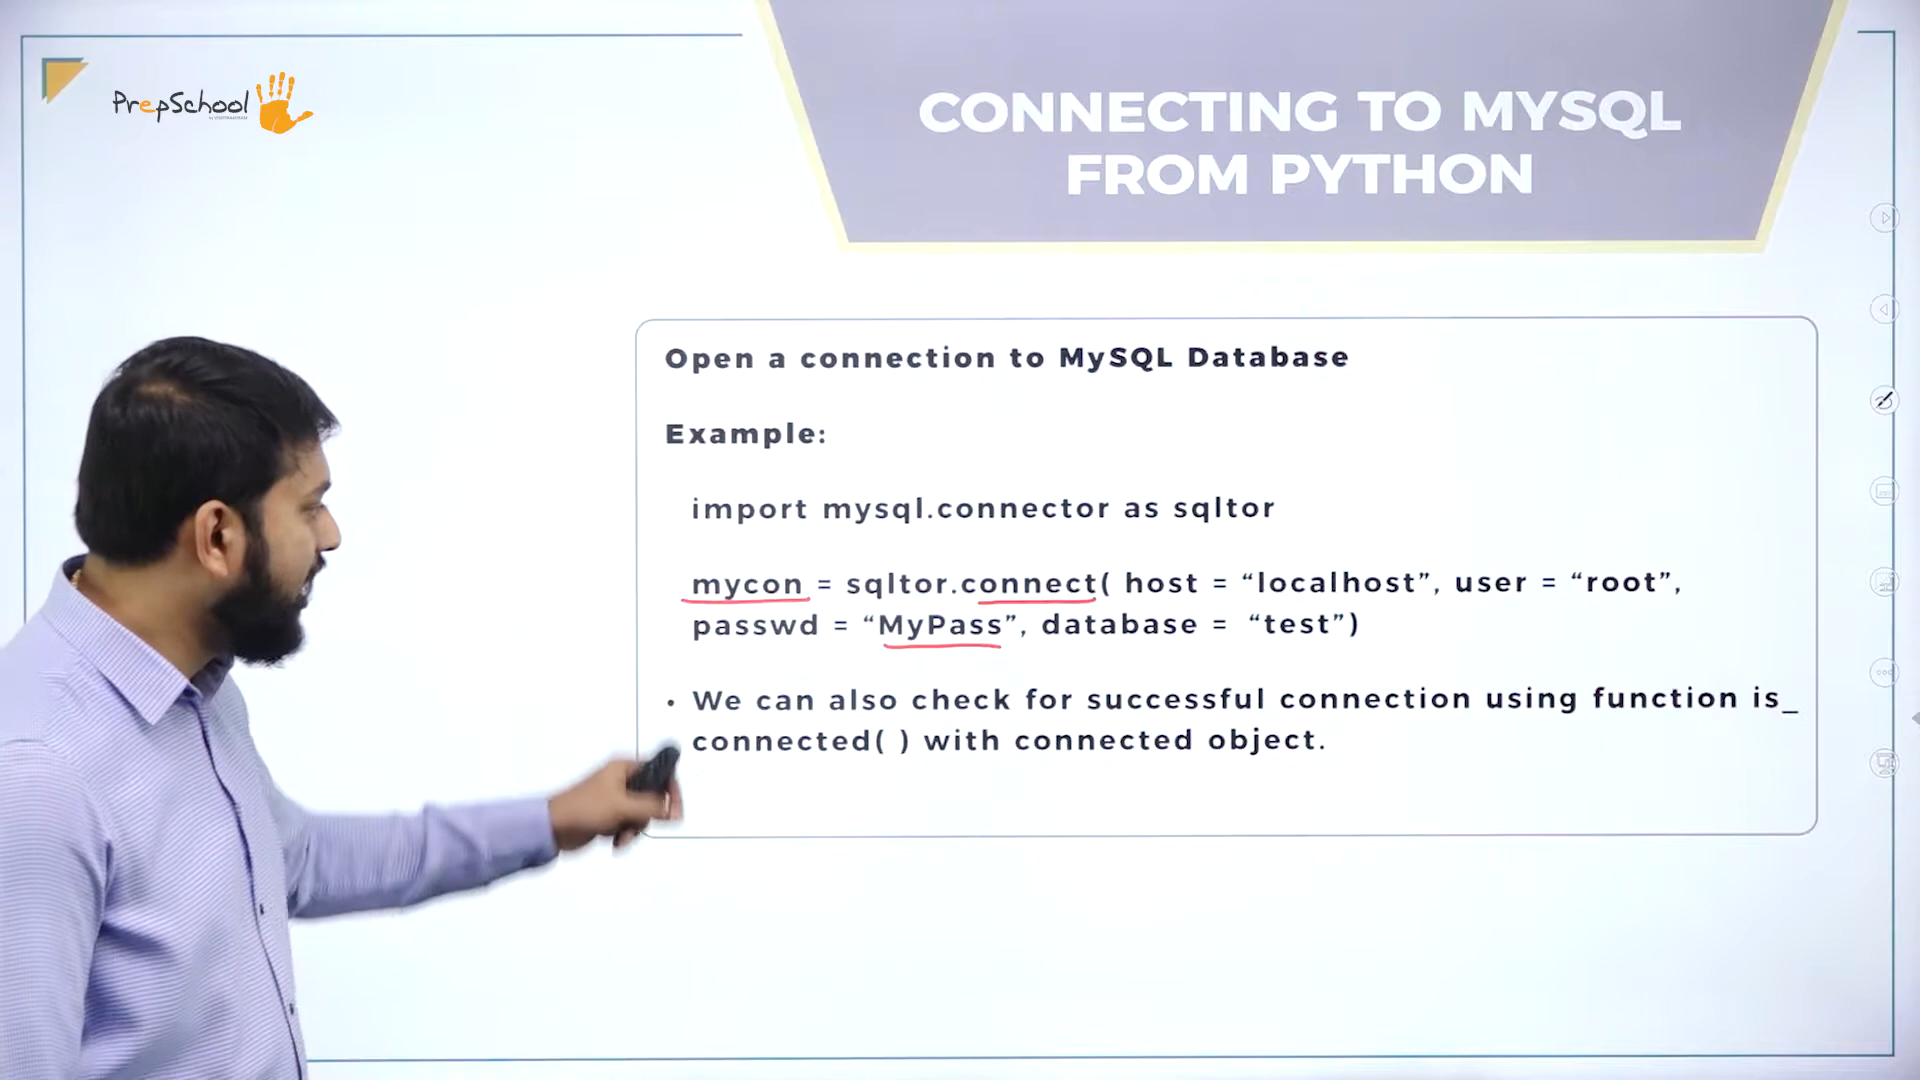 PrepSchool
CONNECTING TO MYSQL
FROM PYTHON
Open a connection to MySQL Database
Example:
import mysql.connector as sqltor
mycon = sqltor.connect( host = “localhost”, user = “root”,
passwd = “MyPass”, database = “test”)
• We can also check for successful connection using function is_
connected( ) with connected object.